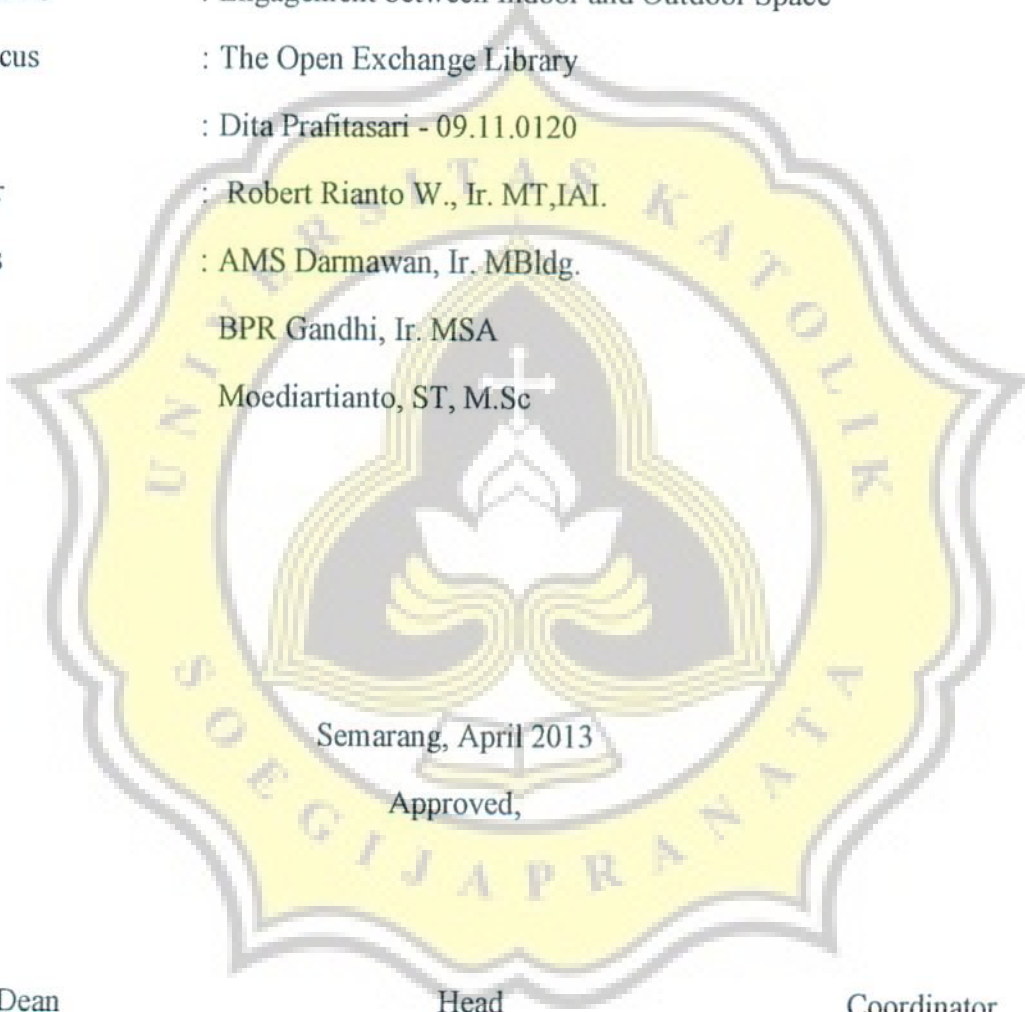 : Engagement between Indoor and Outdoor Space
cus : The Open Exchange Library
: Dita Prafitasari - 09.11.0120
r : Robert Rianto W., Ir. MT,IAI.
s : AMS Darmawan, Ir. MBldg.
BPR Gandhi, Ir. MSA
Moediartianto, ST, M.Sc
UNIVERSITAS KATOLIK
SOEGIJAPRANATA
Semarang, April 2013
Approved,
Dean Head Coordinator